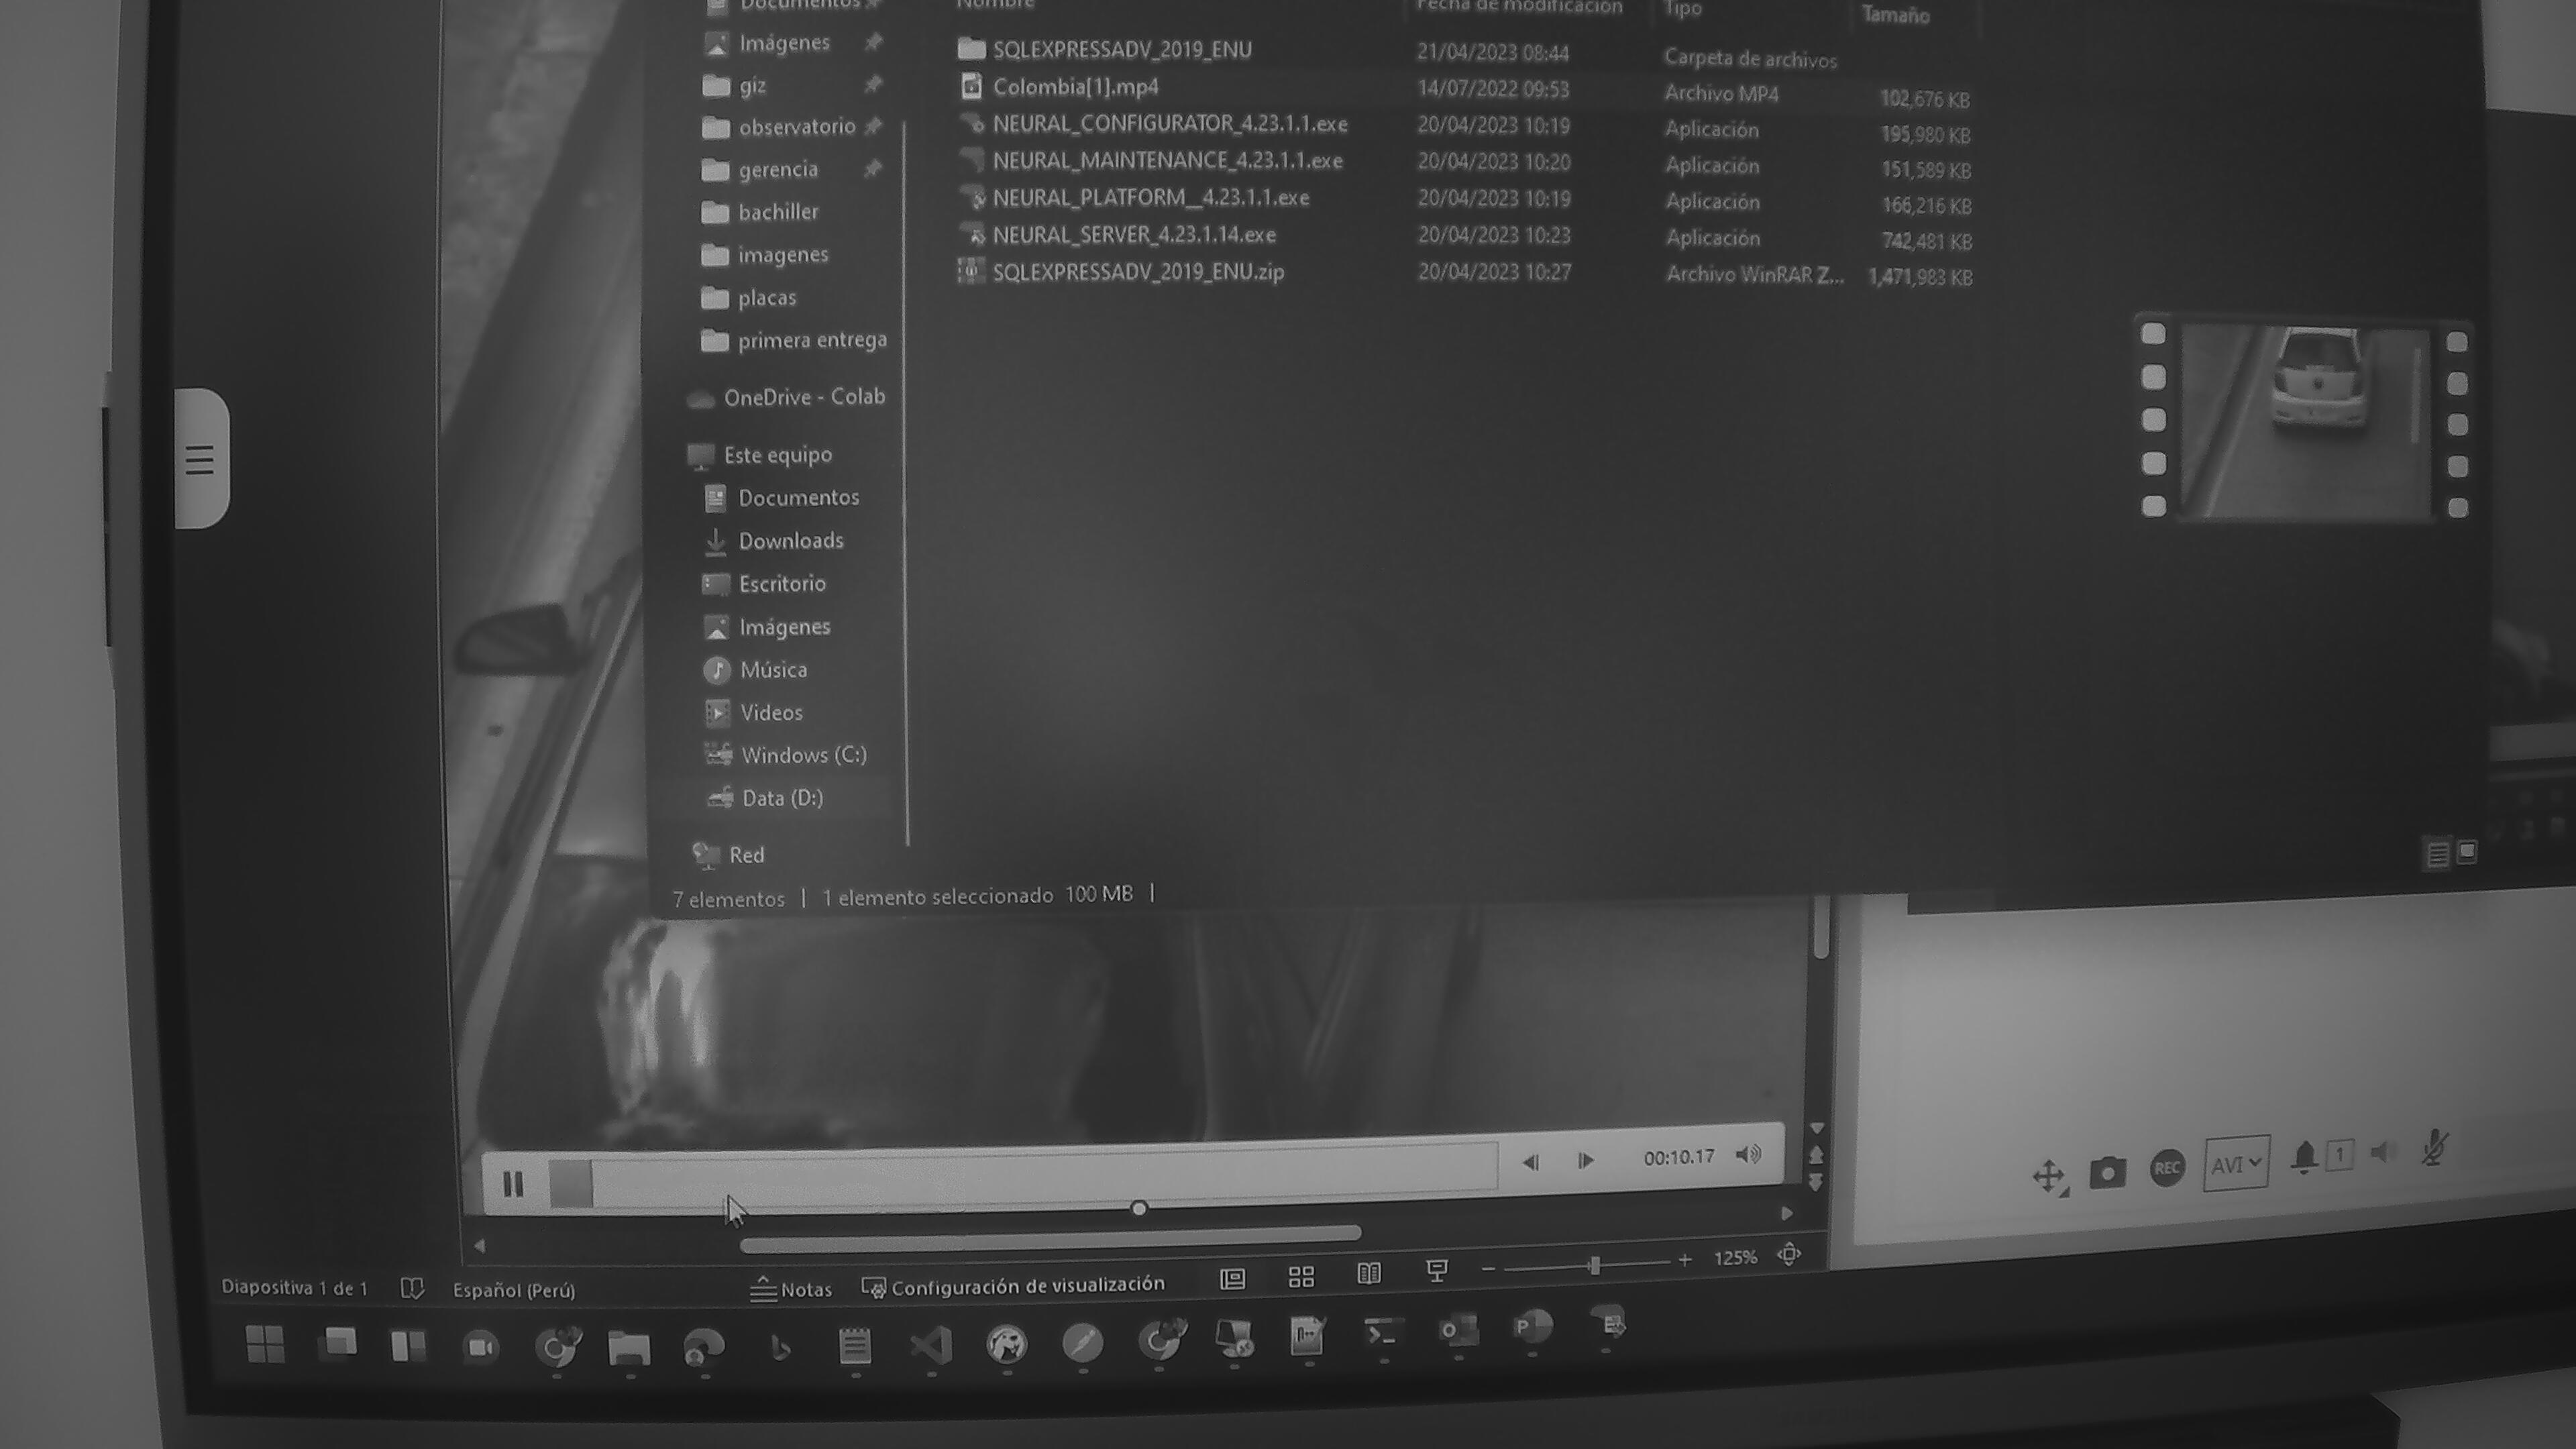 Documentos
Nombre
Fecha de modificación
Tipo
Tamaño
Imágenes
giz
observatorio
gerencia
bachiller
imagenes
placas
primera entrega
OneDrive - Colab
Este equipo
Documentos
Downloads
Escritorio
Imágenes
Música
Videos
Windows (C:)
Data (D:)
Red
SQLEXPRESSADV_2019_ENU 21/04/2023 08:44 Carpeta de archivos
Colombia[1].mp4 14/07/2022 09:53 Archivo MP4 102,676 KB
NEURAL_CONFIGURATOR_4.23.1.1.exe 20/04/2023 10:19 Aplicación 195,980 KB
NEURAL_MAINTENANCE_4.23.1.1.exe 20/04/2023 10:20 Aplicación 151,589 KB
NEURAL_PLATFORM__4.23.1.1.exe 20/04/2023 10:19 Aplicación 166,216 KB
NEURAL_SERVER_4.23.1.14.exe 20/04/2023 10:23 Aplicación 742,481 KB
SQLEXPRESSADV_2019_ENU.zip 20/04/2023 10:27 Archivo WinRAR Z... 1,471,983 KB
7 elementos | 1 elemento seleccionado 100 MB |
00:10.17
REC AVI 1
125%
Diapositiva 1 de 1 Español (Perú) Notas Configuración de visualización